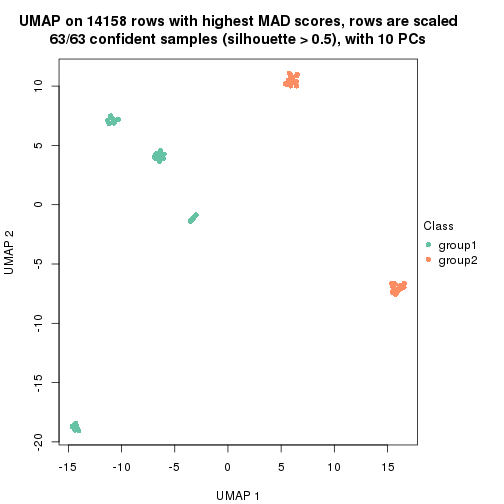 UMAP on 14158 rows with highest MAD scores, rows are scaled
63/63 confident samples (silhouette > 0.5), with 10 PCs
10
5
0
-5
-10
-15
-20
UMAP 2
-15
-10
-5
0
5
10
15
UMAP 1
Class
group1
group2